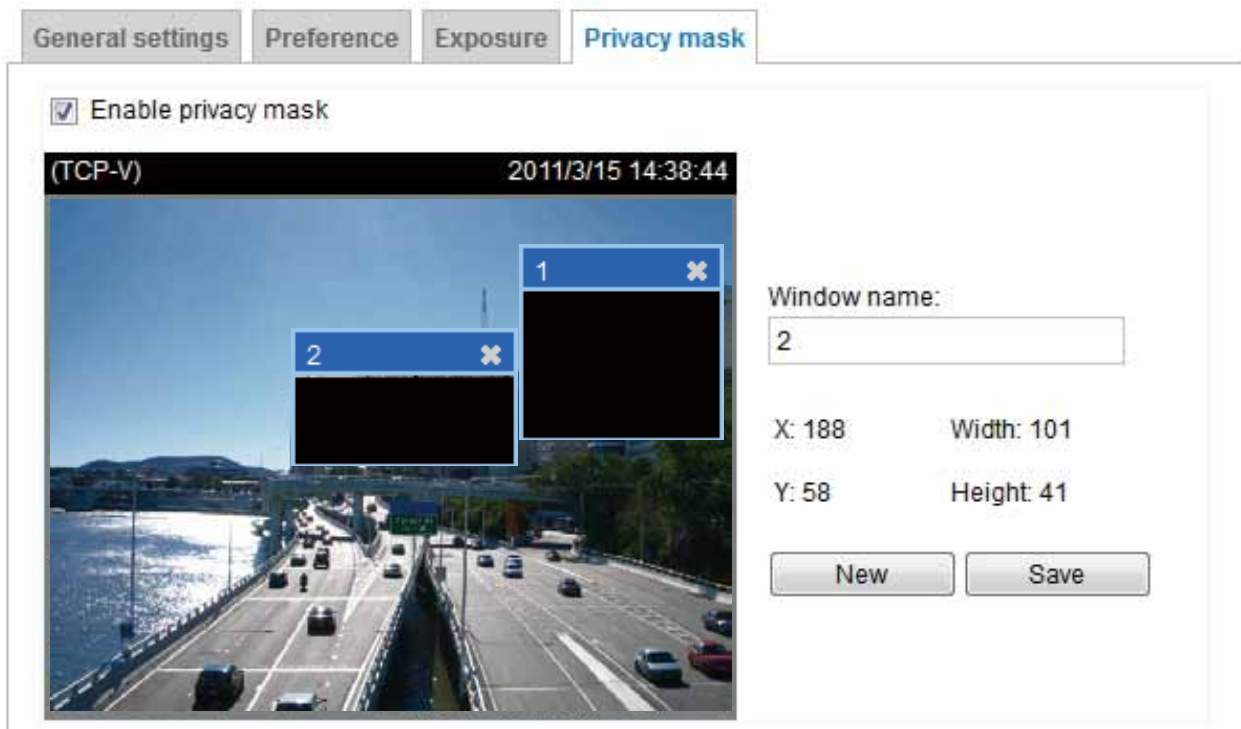 General settings Preference Exposure Privacy mask
Enable privacy mask
(TCP-V) 2011/3/15 14:38:44
1
2
Window name:
2
X: 188 Width: 101
Y: 58 Height: 41
New Save